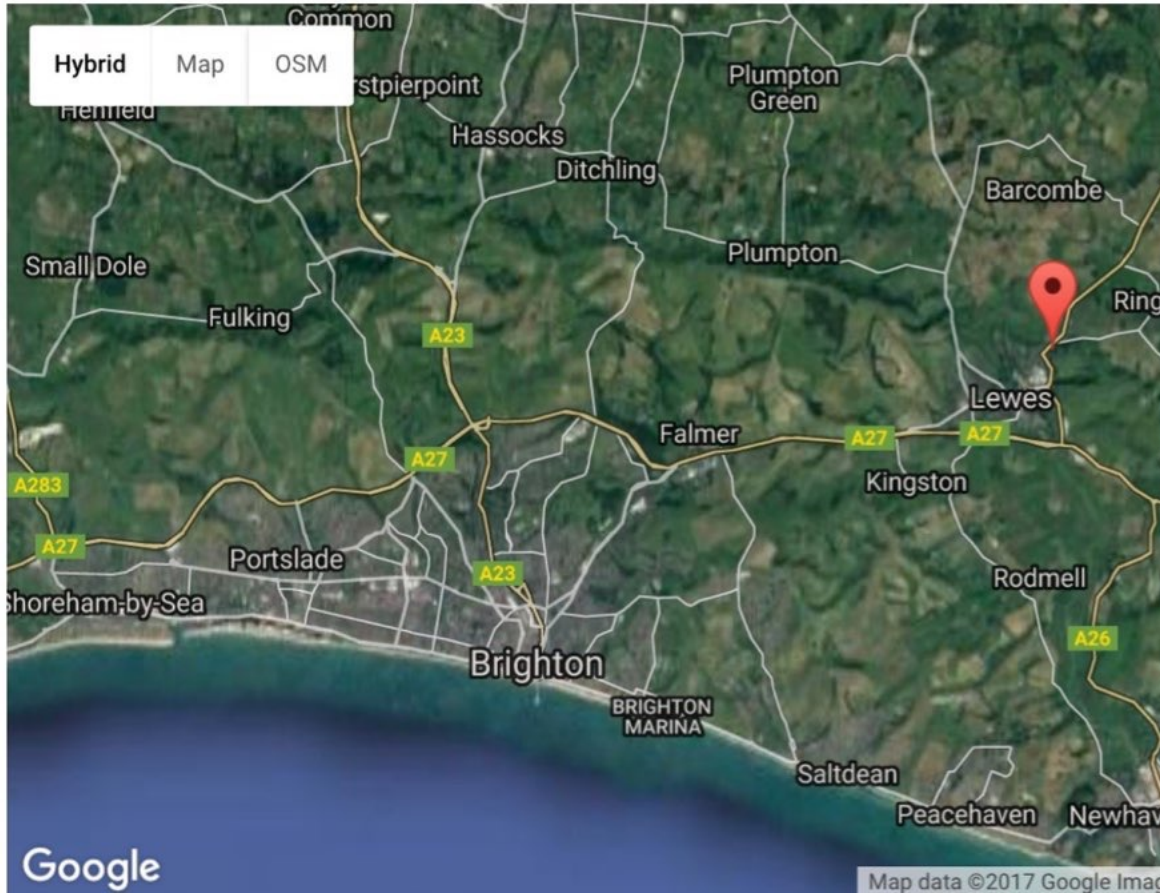 Common
Hybrid
Map
OSM
rstpierpoint
Henfield
Hassocks
Plumpton
Green
Ditchling
Barcombe
Plumpton
Small Dole
Ring
Fulking
A23
Lewes
Falmer
A27
A27
A27
A283
Kingston
A27
Portslade
A23
Rodmell
Shoreham-by-Sea
A26
Brighton
BRIGHTON
MARINA
Saltdean
Peacehaven
Newhav
Google
Map data ©2017 Google Imag